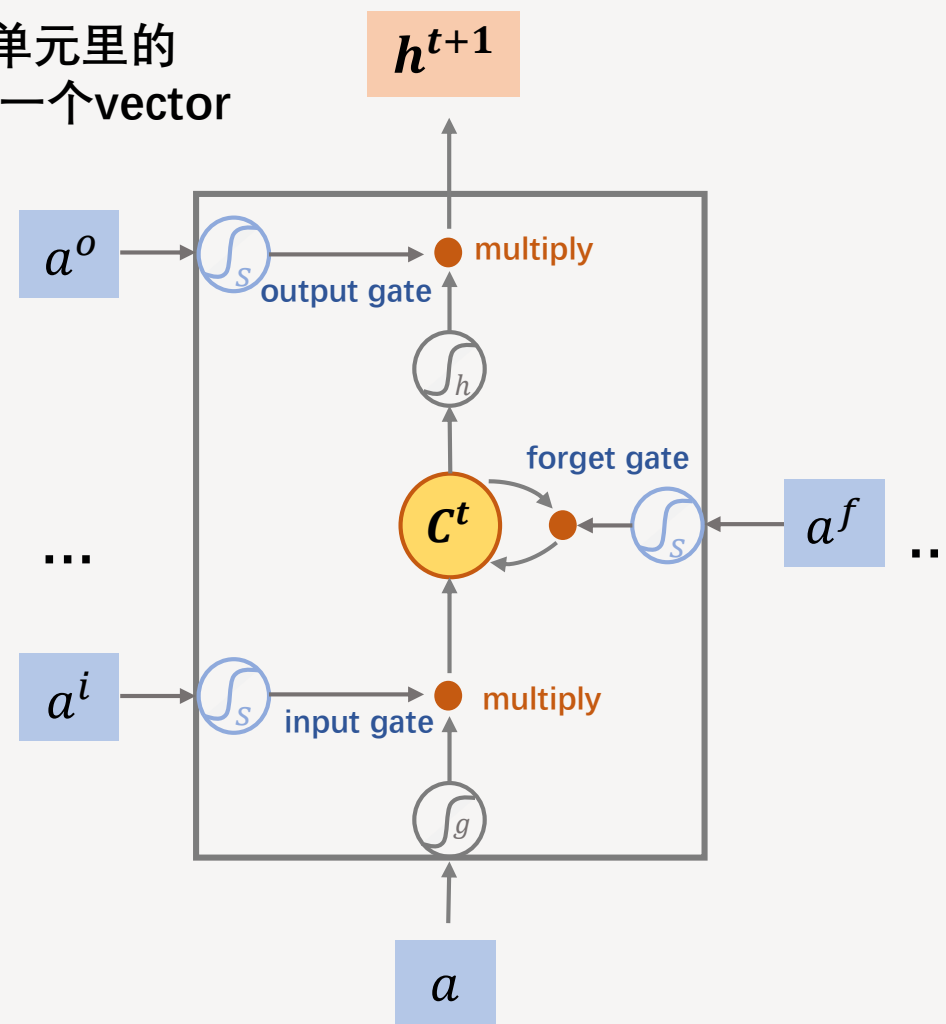 单元里的
一个vector
h^{t+1}
a^o
S
multiply
output gate
h
forget gate
C^t
S
a^f
...
..
a^i
S
multiply
input gate
g
a